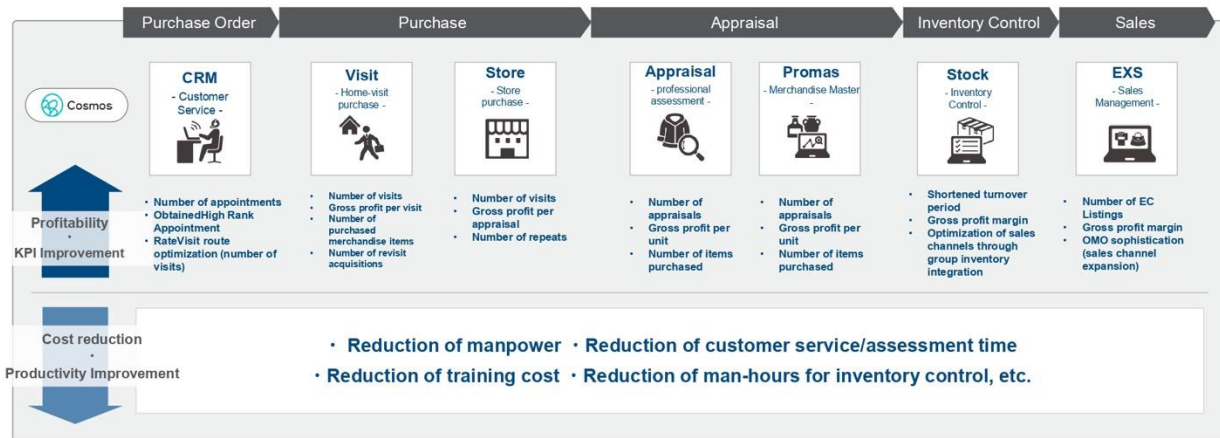 Purchase Order
Purchase
Appraisal
Inventory Control
Sales
Cosmos
CRM
- Customer
Service -
Visit
- Home-visit
purchase -
Store
- Store
purchase -
Appraisal
- professional
assessment -
Promas
- Merchandise Master
-
Stock
- Inventory
Control -
EXS
- Sales
Management -
Profitability
・
KPI Improvement
• Number of appointments
• ObtainedHigh Rank
Appointment
• RateVisit route
optimization (number of
visits)
• Number of visits
• Gross profit per visit
• Number of
purchased
merchandise items
• Number of revisit
acquisitions
• Number of visits
• Gross profit per
appraisal
• Number of repeats
• Number of
appraisals
• Gross profit per
unit
• Number of items
purchased
• Number of
appraisals
• Gross profit per
unit
• Number of items
purchased
• Shortened turnover
period
• Gross profit margin
• Optimization of sales
channels through
group inventory
integration
• Number of EC
Listings
• Gross profit margin
• OMO sophistication
(sales channel
expansion)
Cost reduction
・
Productivity Improvement
・ Reduction of manpower ・ Reduction of customer service/assessment time
・ Reduction of training cost ・ Reduction of man-hours for inventory control, etc.